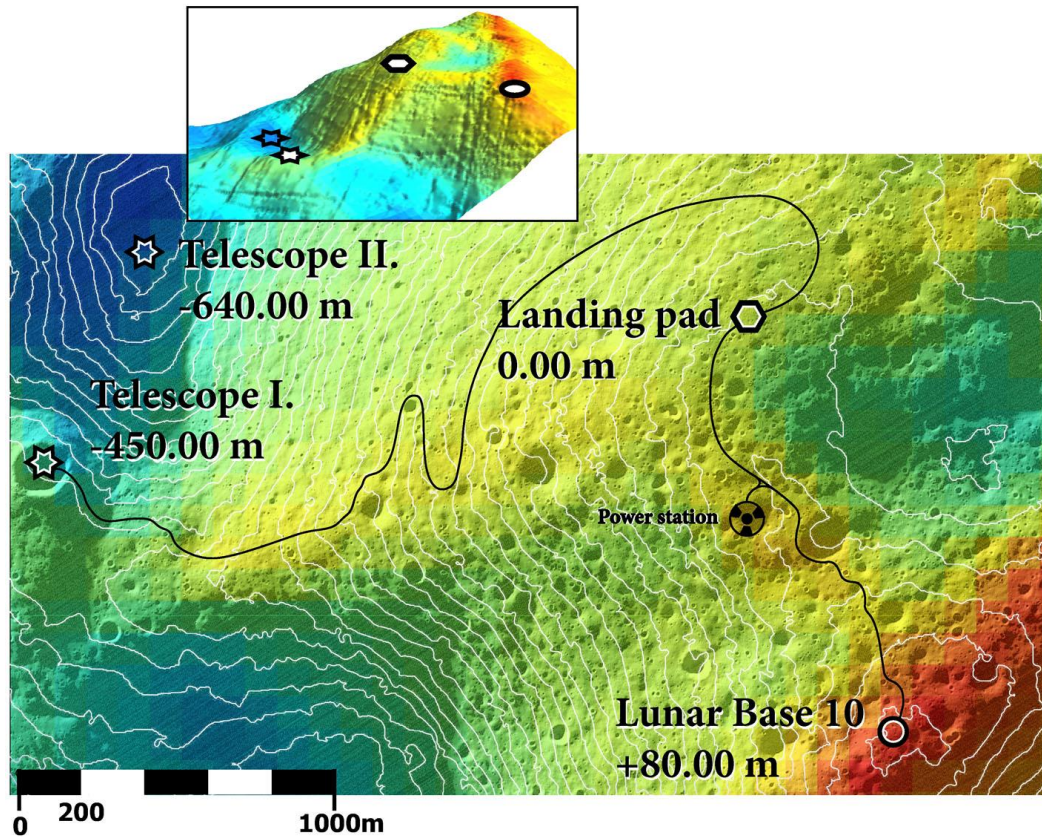 Telescope II.
-640.00 m
Landing pad
0.00 m
Telescope I.
-450.00 m
Power station
Lunar Base 10
+80.00 m
0
200
1000m